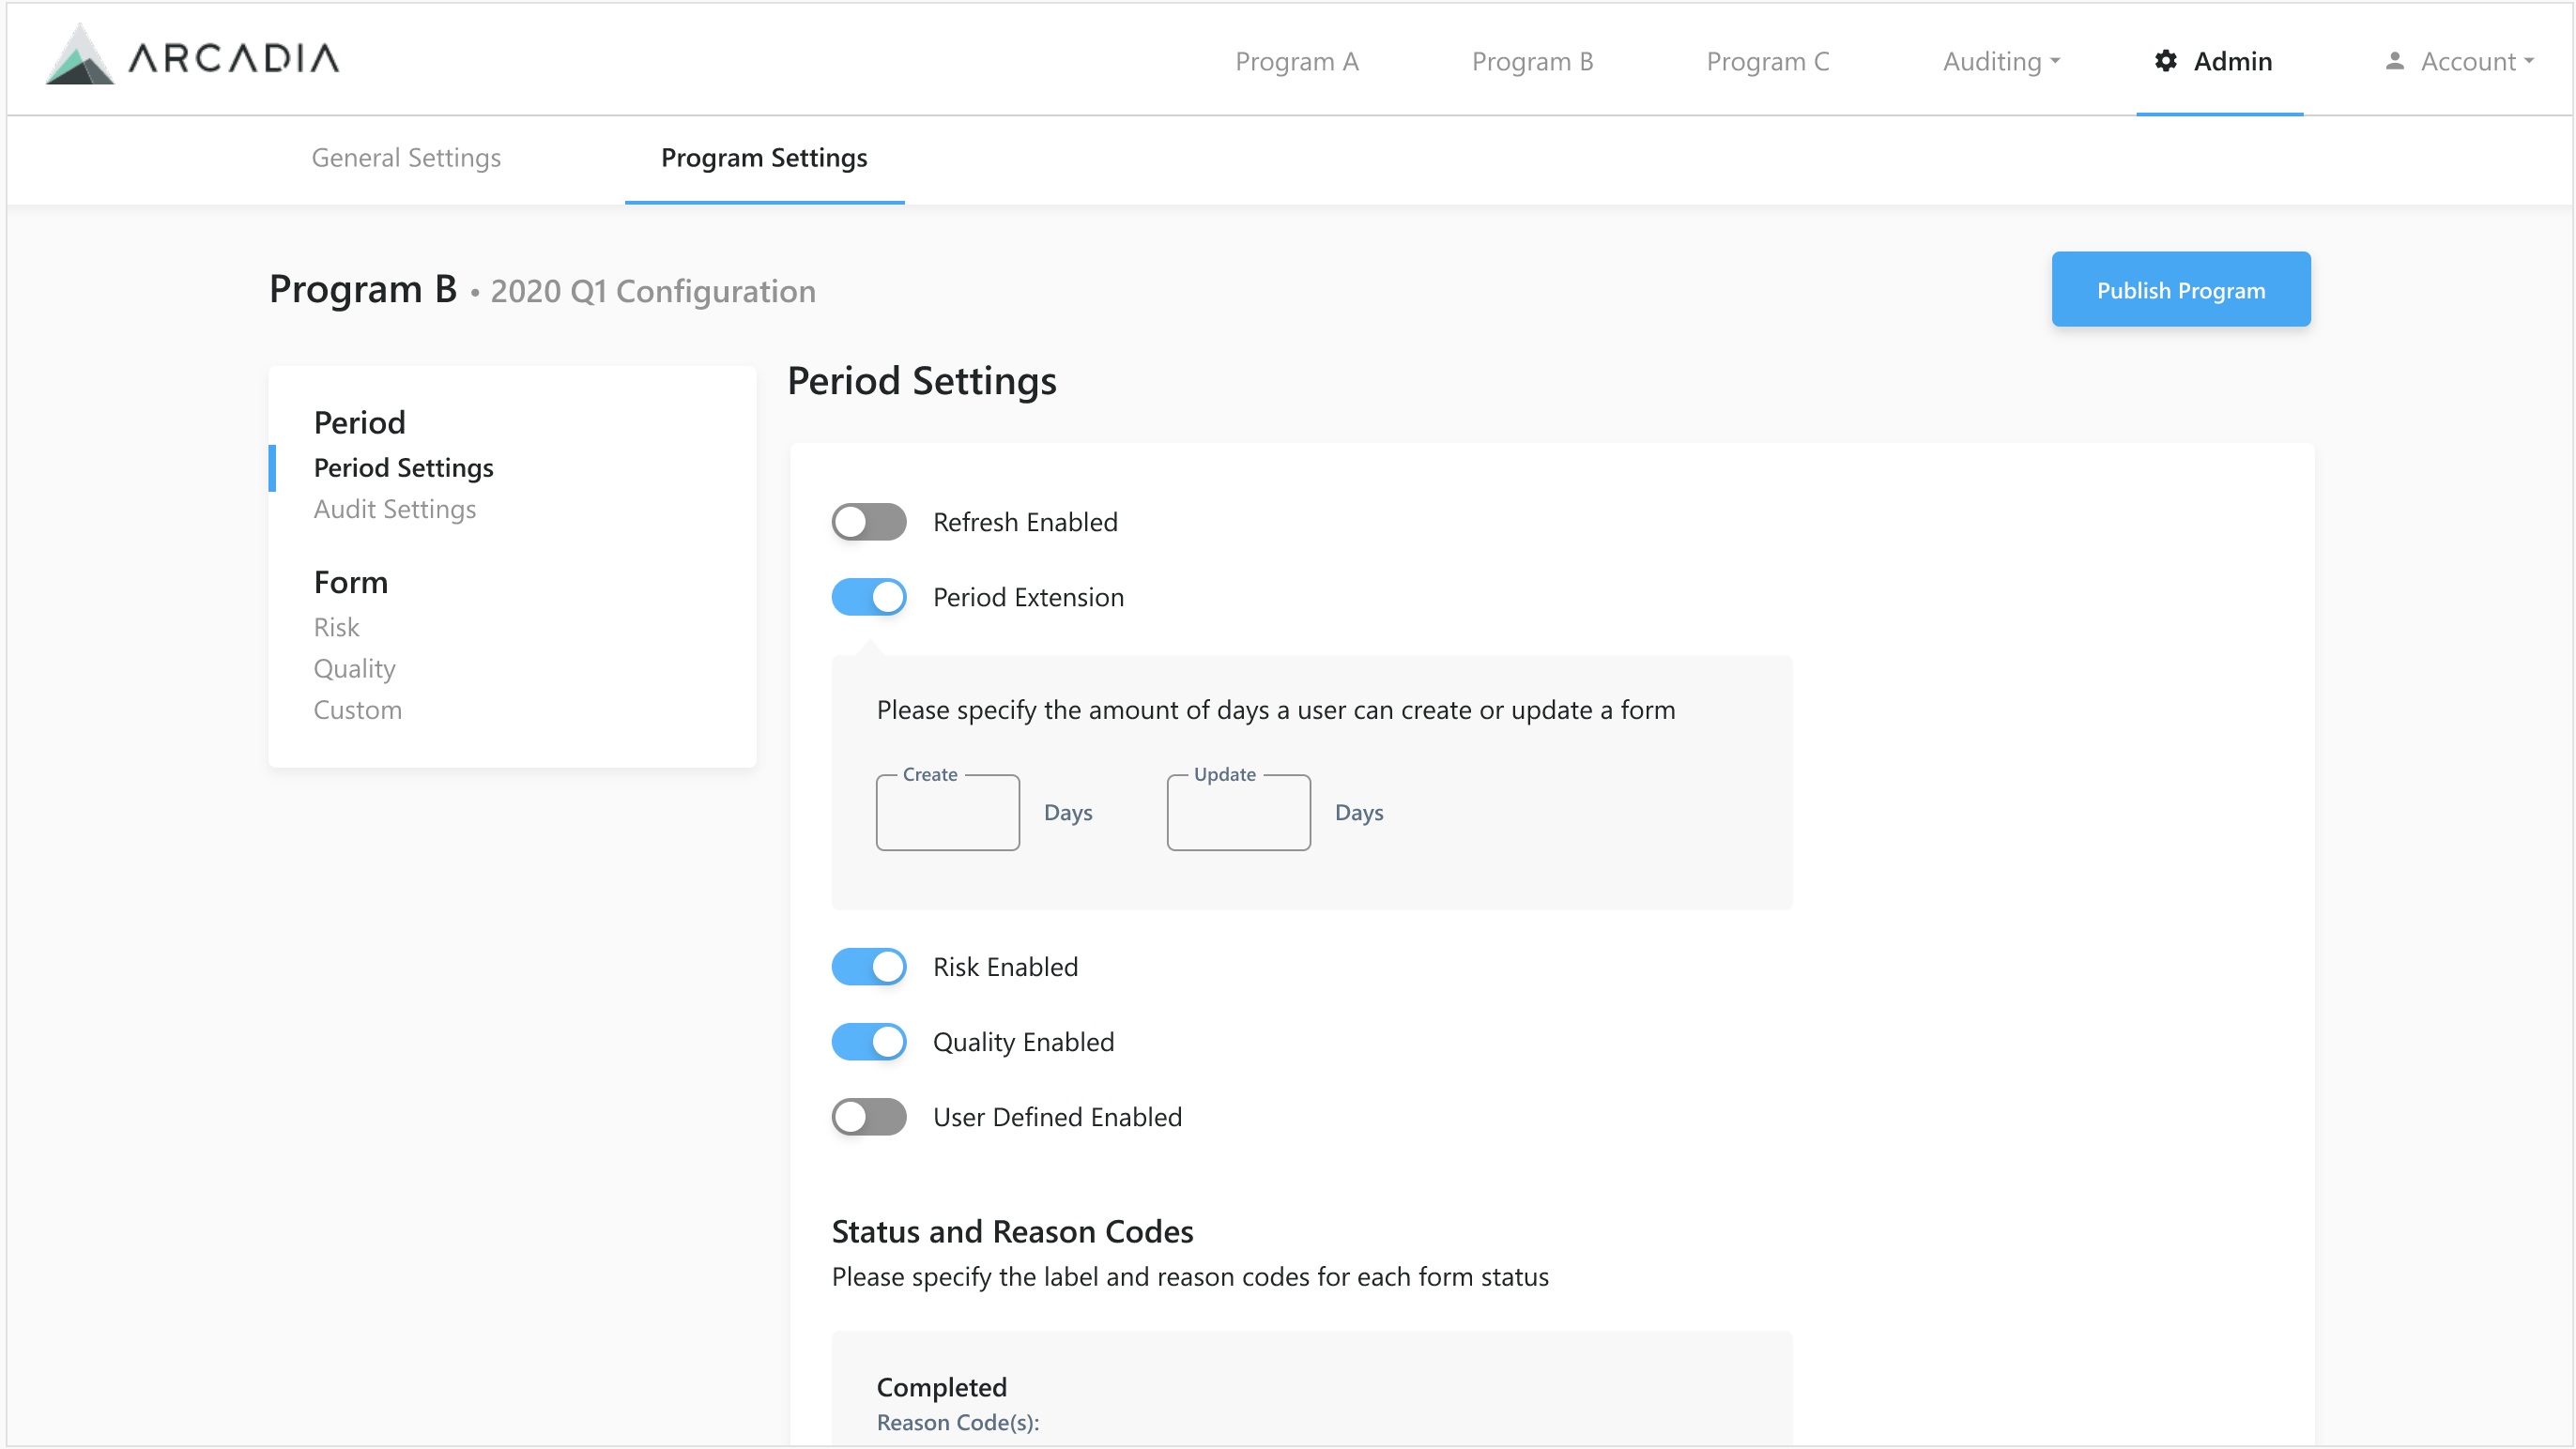 ARCADIA
Program A
Program B
Program C
Auditing
Admin
Account
General Settings
Program Settings
Program B • 2020 Q1 Configuration
Publish Program
Period
Period Settings
Audit Settings
Form
Risk
Quality
Custom
Period Settings
Refresh Enabled
Period Extension
Please specify the amount of days a user can create or update a form
Create
Days
Update
Days
Risk Enabled
Quality Enabled
User Defined Enabled
Status and Reason Codes
Please specify the label and reason codes for each form status
Completed
Reason Code(s):